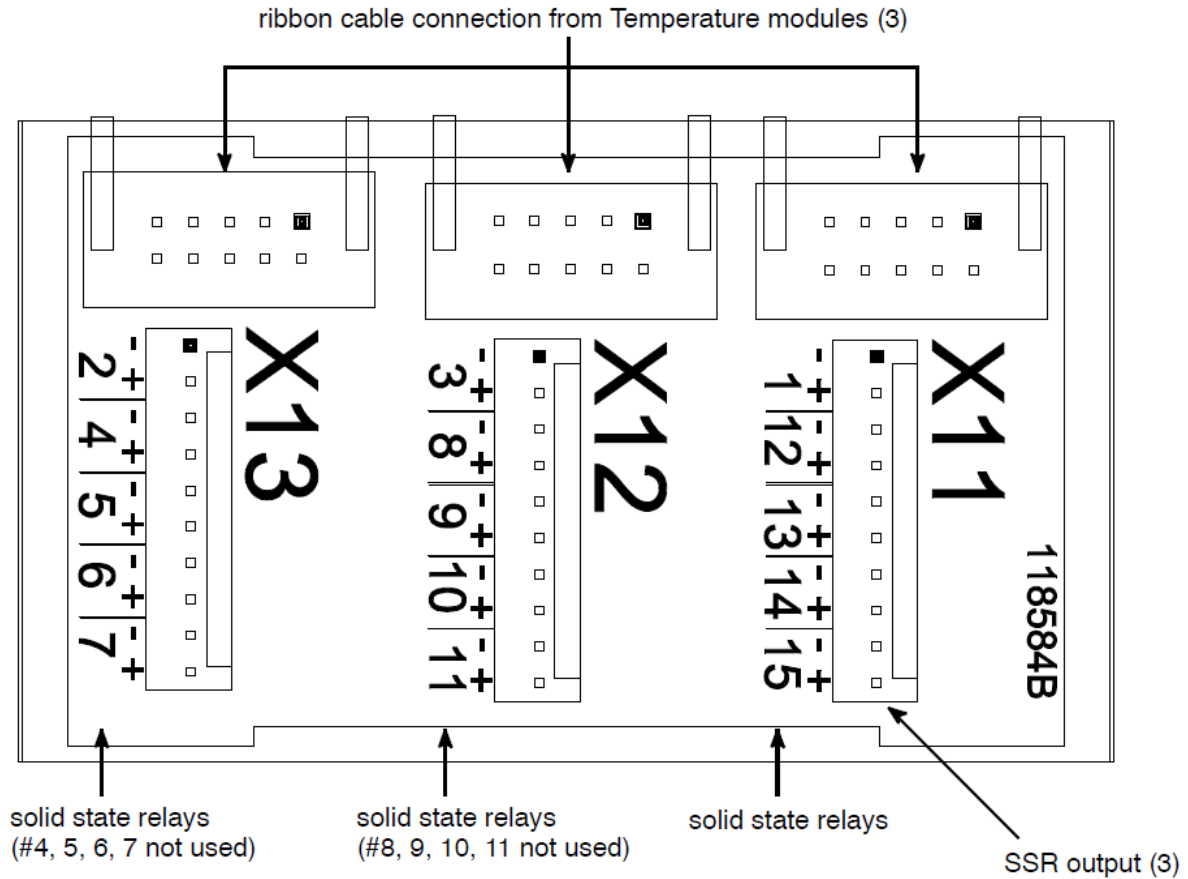 ribbon cable connection from Temperature modules (3)
X13
2 - +
4 - +
5 - +
6 - +
7 - +
X12
3 - +
8 - +
9 - +
10 - +
11 - +
X11
1 - +
12 - +
13 - +
14 - +
15 - +
118584B
solid state relays
(#4, 5, 6, 7 not used)
solid state relays
(#8, 9, 10, 11 not used)
solid state relays
SSR output (3)